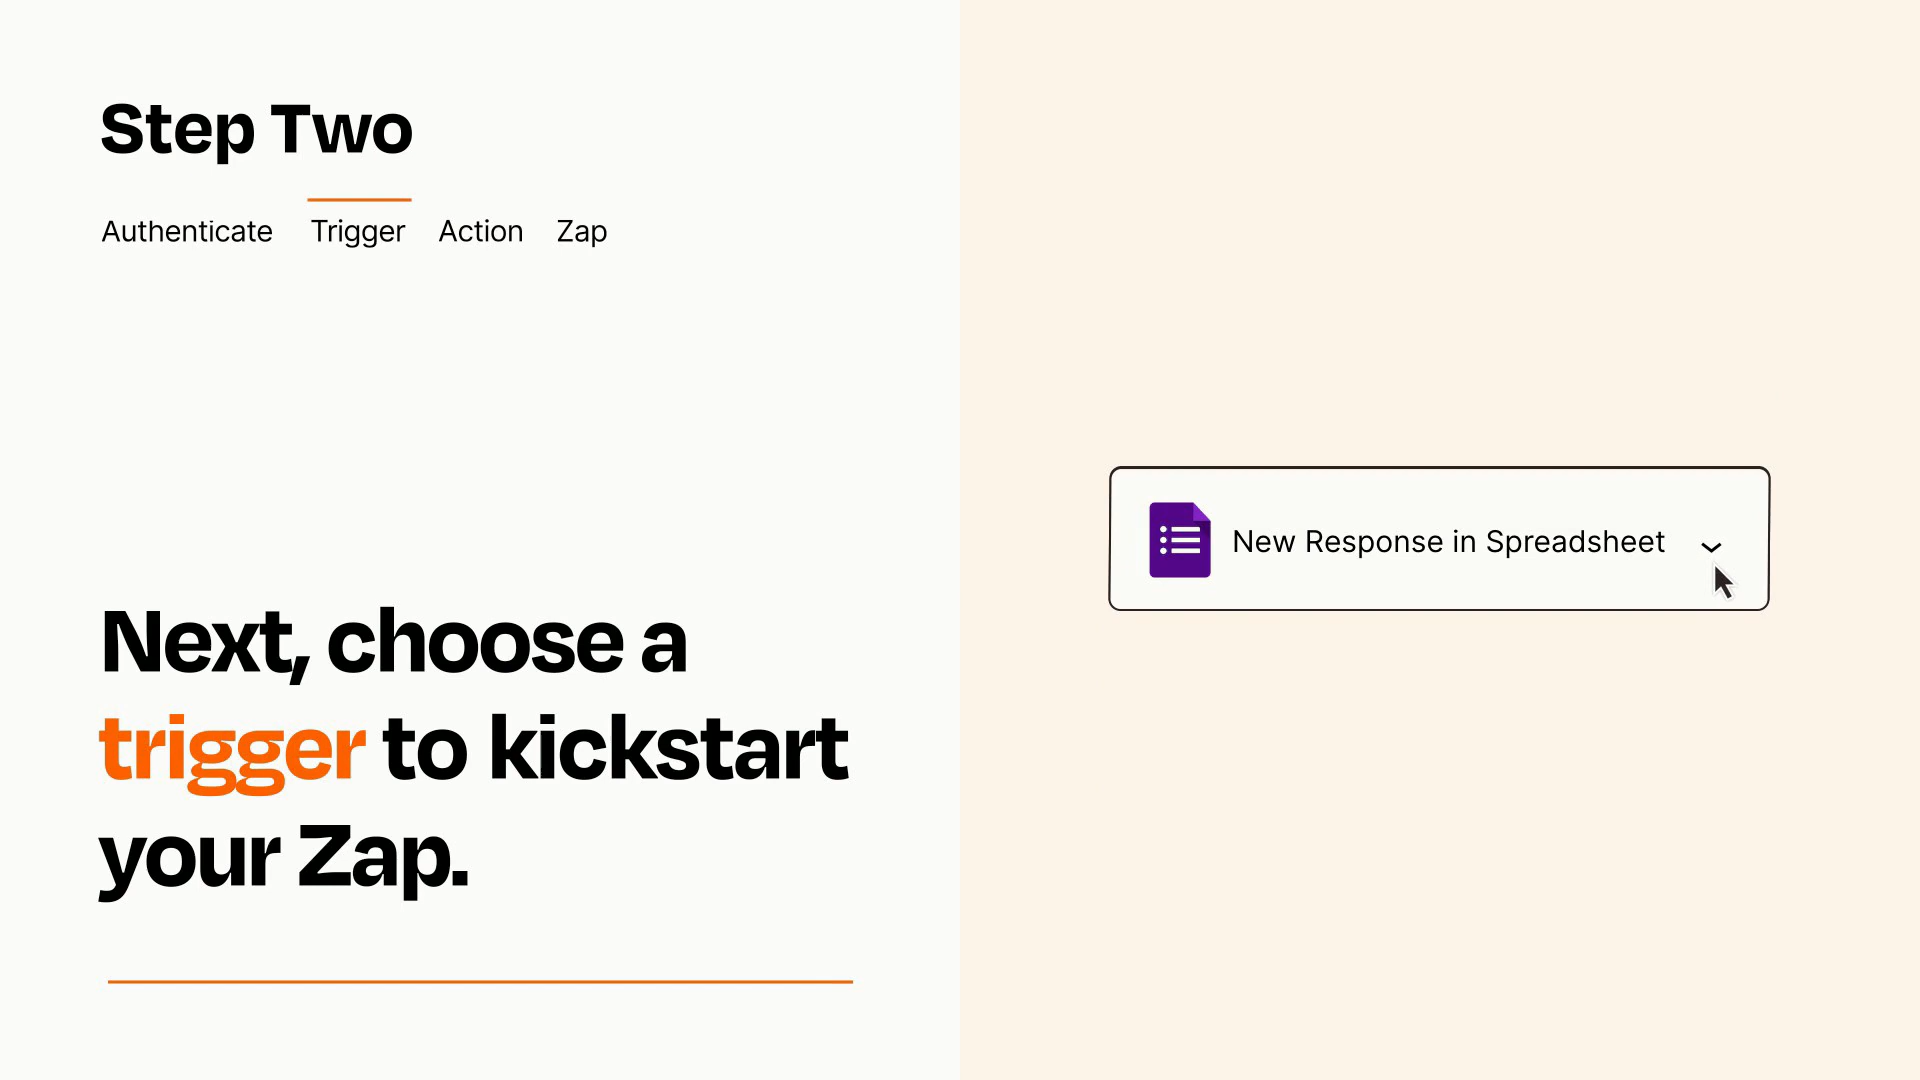 Step Two
Authenticate Trigger Action Zap
Next, choose a
trigger to kickstart
your Zap.
New Response in Spreadsheet